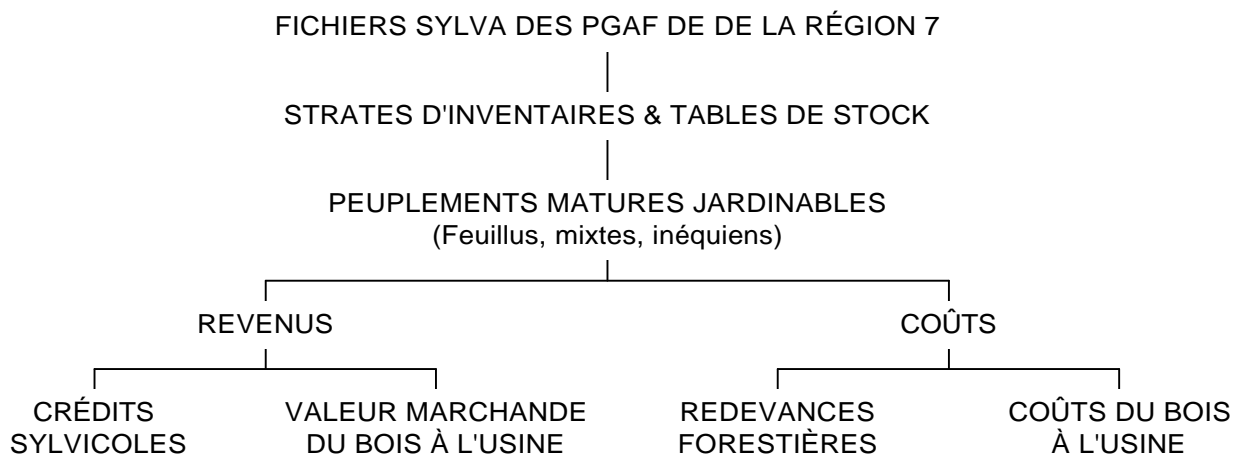 FICHIERS SYLVA DES PGAF DE DE LA RÉGION 7
STRATES D'INVENTAIRES & TABLES DE STOCK
PEUPLEMENTS MATURES JARDINABLES
(Feuillus, mixtes, inéquiens)
REVENUS
COÛTS
CRÉDITS
SYLVICOLES
VALEUR MARCHANDE
DU BOIS À L'USINE
REDEVANCES
FORESTIÈRES
COÛTS DU BOIS
À L'USINE